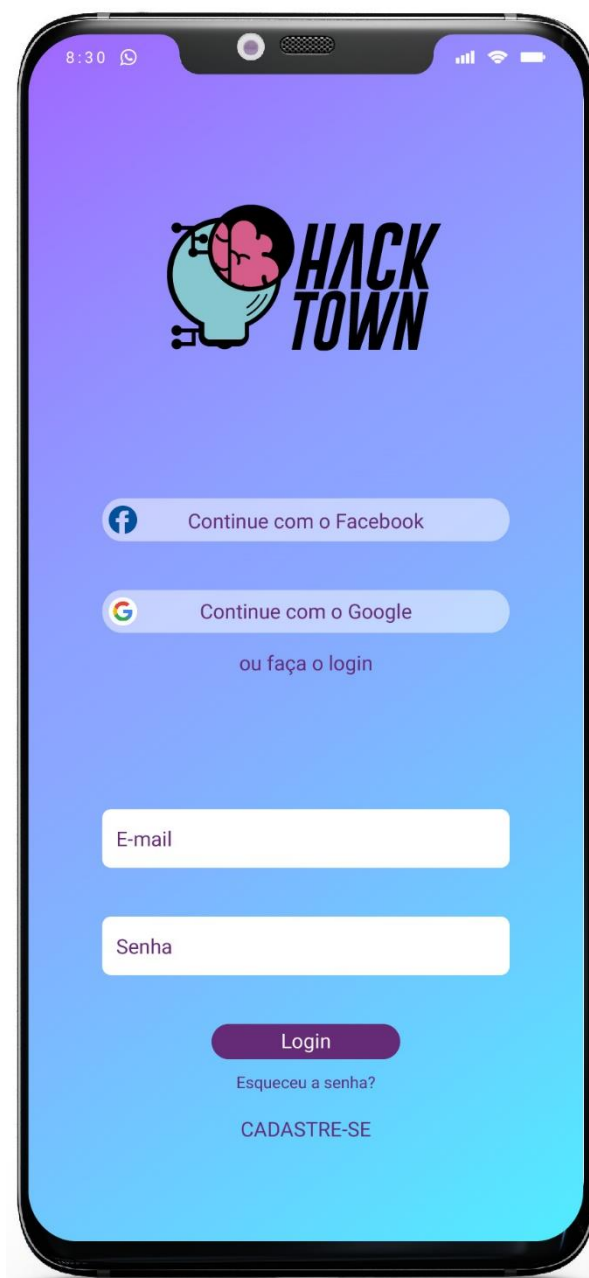 8:30
HACK
TOWN
Continue com o Facebook
Continue com o Google
ou faça o login
E-mail
Senha
Login
Esqueceu a senha?
CADASTRE-SE